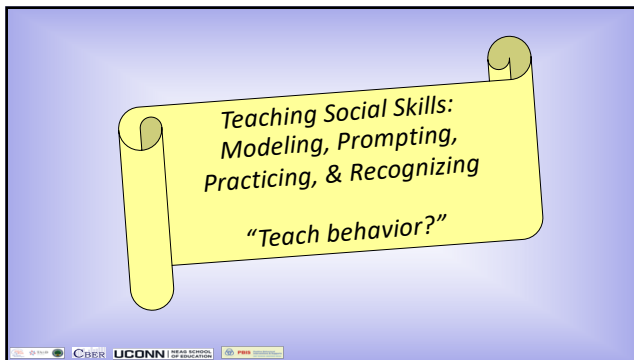 Teaching Social Skills:
Modeling, Prompting,
Practicing, & Recognizing
“Teach behavior?”
CBER
UCONN | NEAG SCHOOL
OF EDUCATION
PBIS